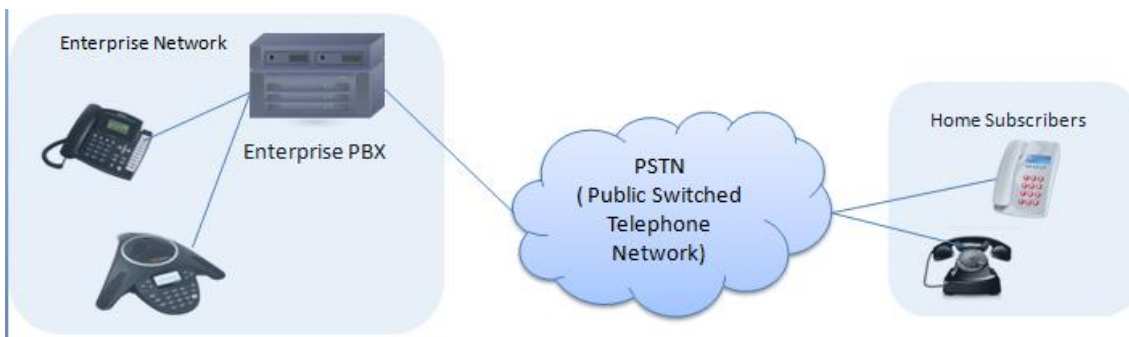 Enterprise Network
Enterprise PBX
PSTN
( Public Switched
Telephone
Network)
Home Subscribers